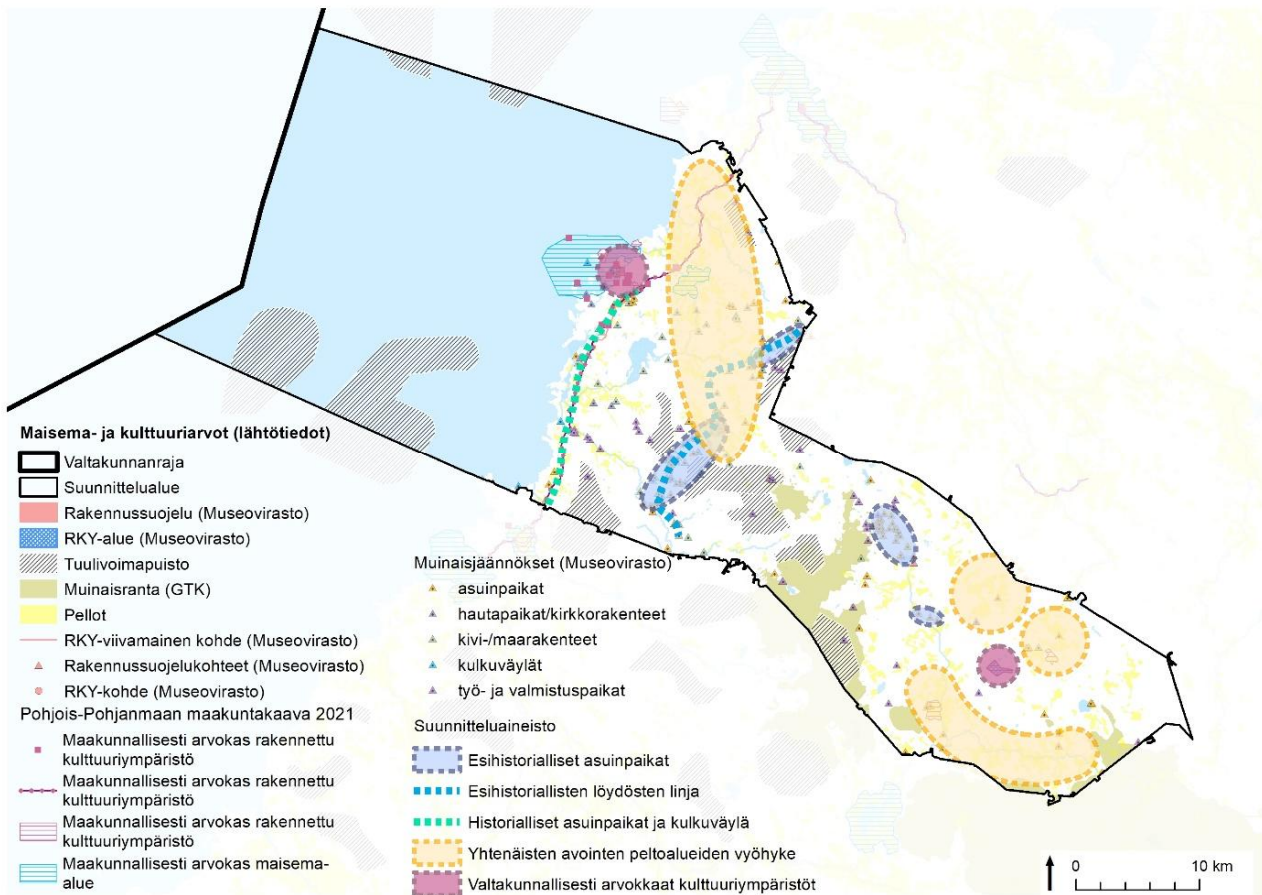 Maisema- ja kulttuuriarvot (lähtötiedot)
Valtakunnanraja
Suunnittelualue
Rakennussuojelu (Museovirasto)
RKY-alue (Museovirasto)
Tuulivoimapuisto
Muinaisranta (GTK)
Pellot
RKY-viivamainen kohde (Museovirasto)
Rakennussuojelukohteet (Museovirasto)
RKY-kohde (Museovirasto)
Pohjois-Pohjanmaan maakuntakaava 2021
Maakunnallisesti arvokas rakennettu
kulttuuriympäristö
Maakunnallisesti arvokas rakennettu
kulttuuriympäristö
Maakunnallisesti arvokas rakennettu
kulttuuriympäristö
Maakunnallisesti arvokas maisema-
alue
Muinaisjäännökset (Museovirasto)
asuinpaikat
hautapaikat/kirkkorakenteet
kivi-/maarakenteet
kulkuväylät
työ- ja valmistuspaikat
Suunnitteluaineisto
Esihistorialliset asuinpaikat
Esihistoriallisten löydösten linja
Historialliset asuinpaikat ja kulkuväylä
Yhtenäisten avointen peltoalueiden vyöhyke
Valtakunnallisesti arvokkaat kulttuuriympäristöt
0 10 km